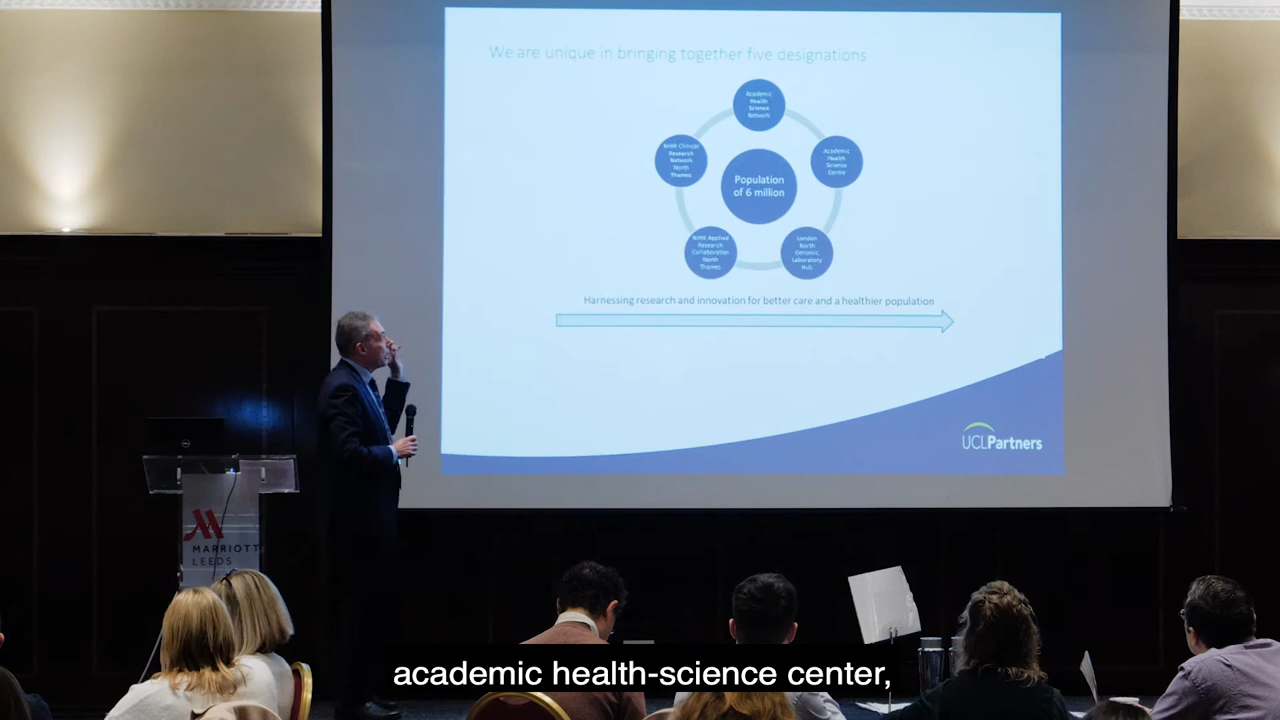 We are unique in bringing together five designations
Academic
Health
Science
Network
NIHR Clinical
Research
Network
North
Thames
Academic
Health
Science
Centre
Population
of 6 million
NIHR Applied
Research
Collaboration
North
Thames
London
North
Genomic
Laboratory
Hub
Harnessing research and innovation for better care and a healthier population
UCLPartners
MARRIOTT
LEEDS
academic health-science center,